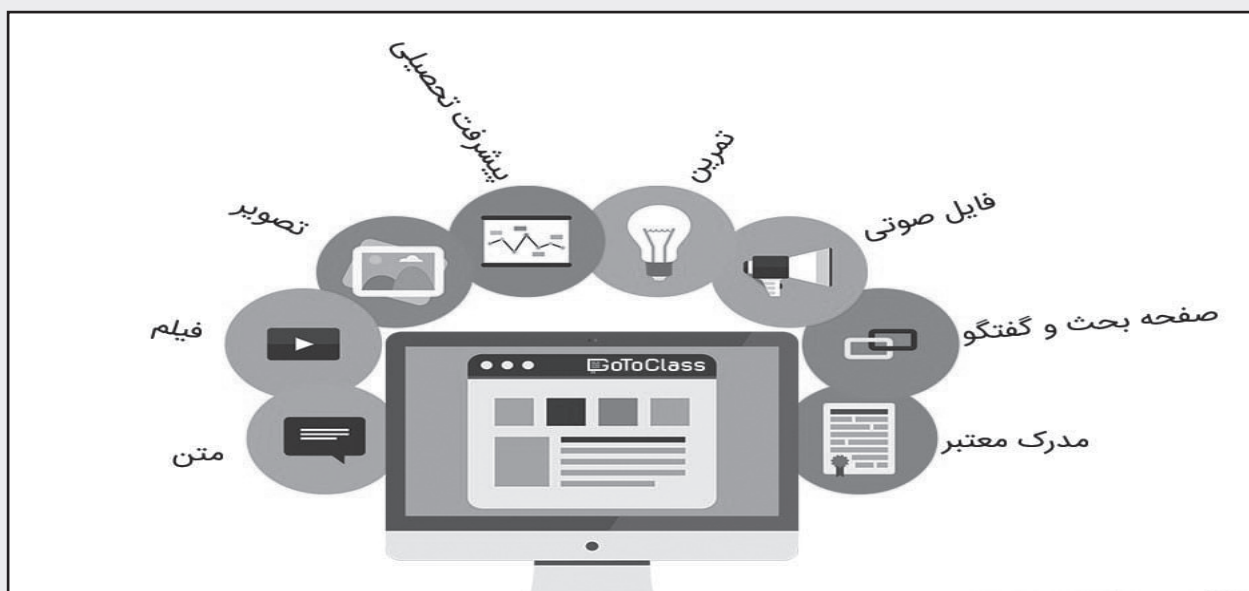 پیشرفت تحصیلی
تمرین
فایل صوتی
تصویر
صفحه بحث و گفتگو
فیلم
GoToClass
مدرک معتبر
متن